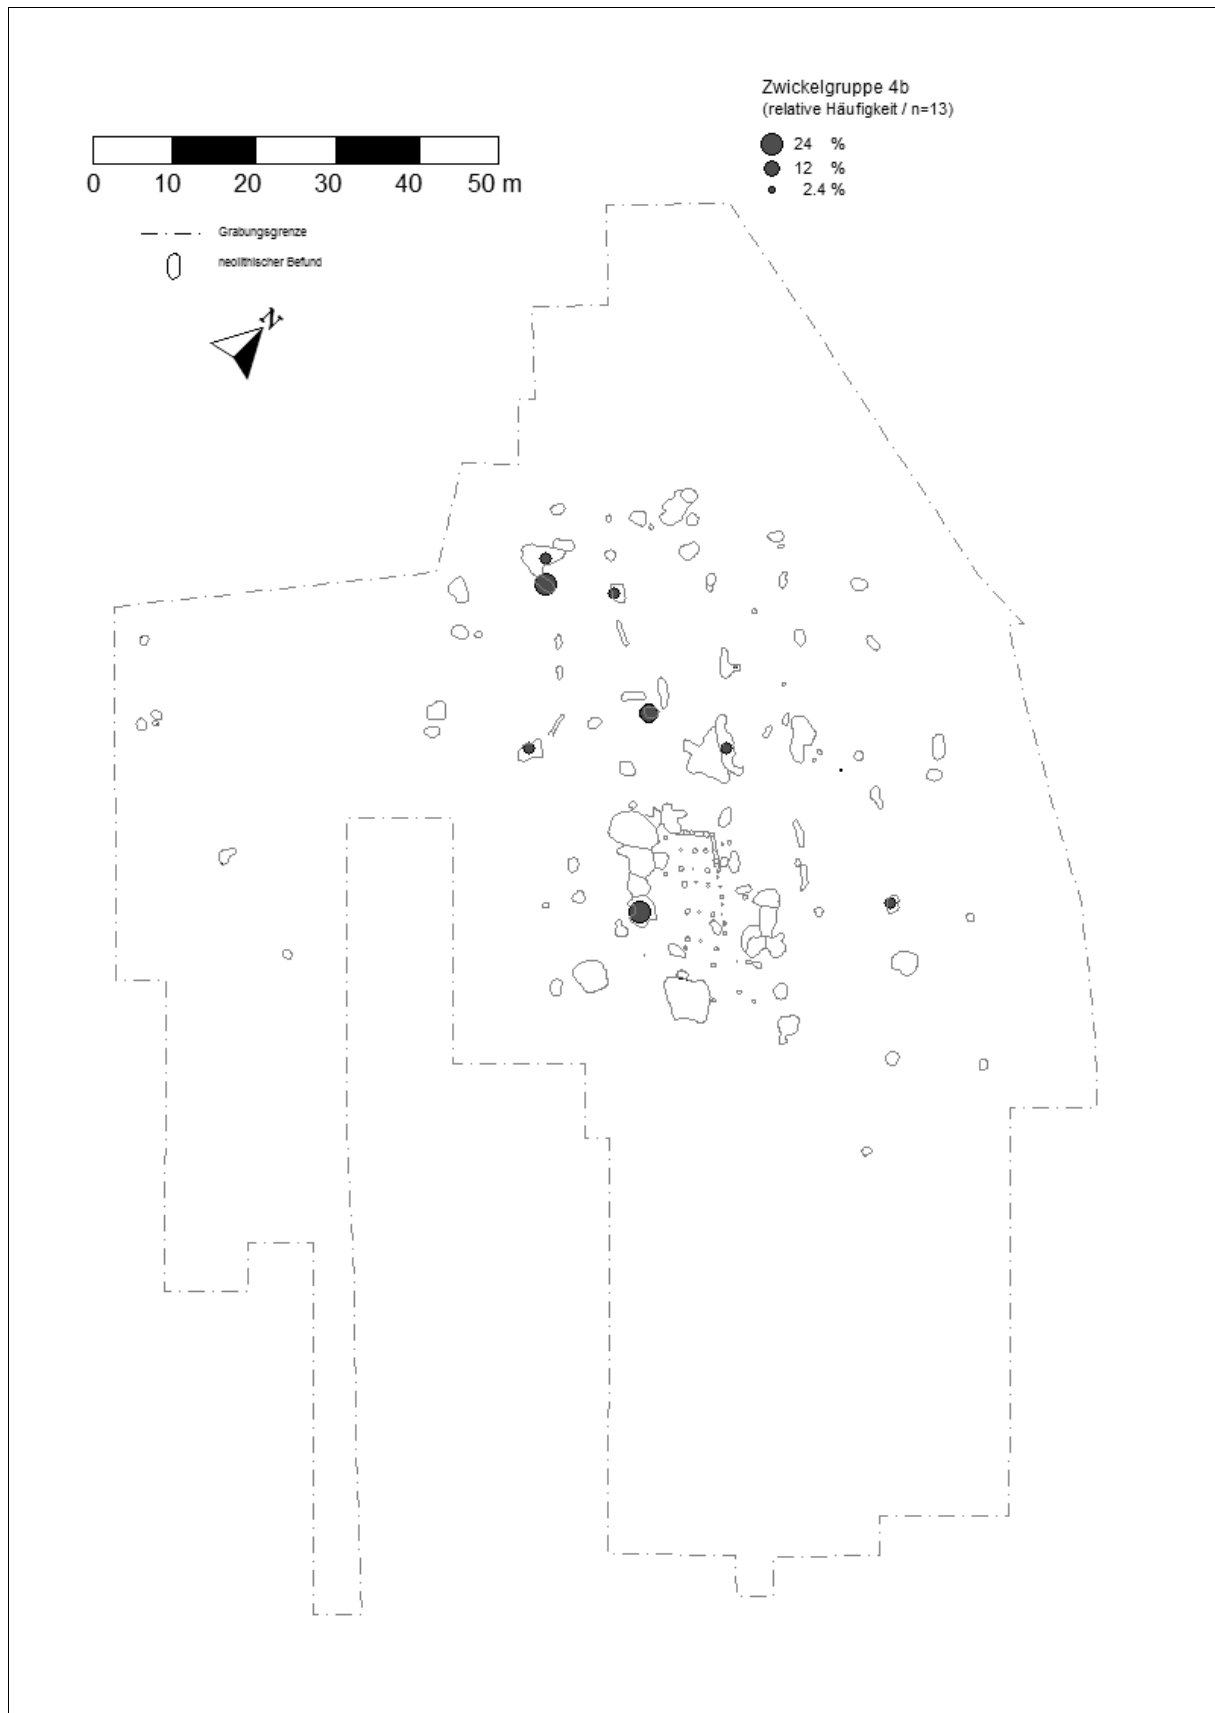 Zwickelgruppe 4b
(relative Häufigkeit / n=13)
24 %
12 %
2.4 %
0 10 20 30 40 50 m
Grabungsgrenze
neolithischer Befund
N